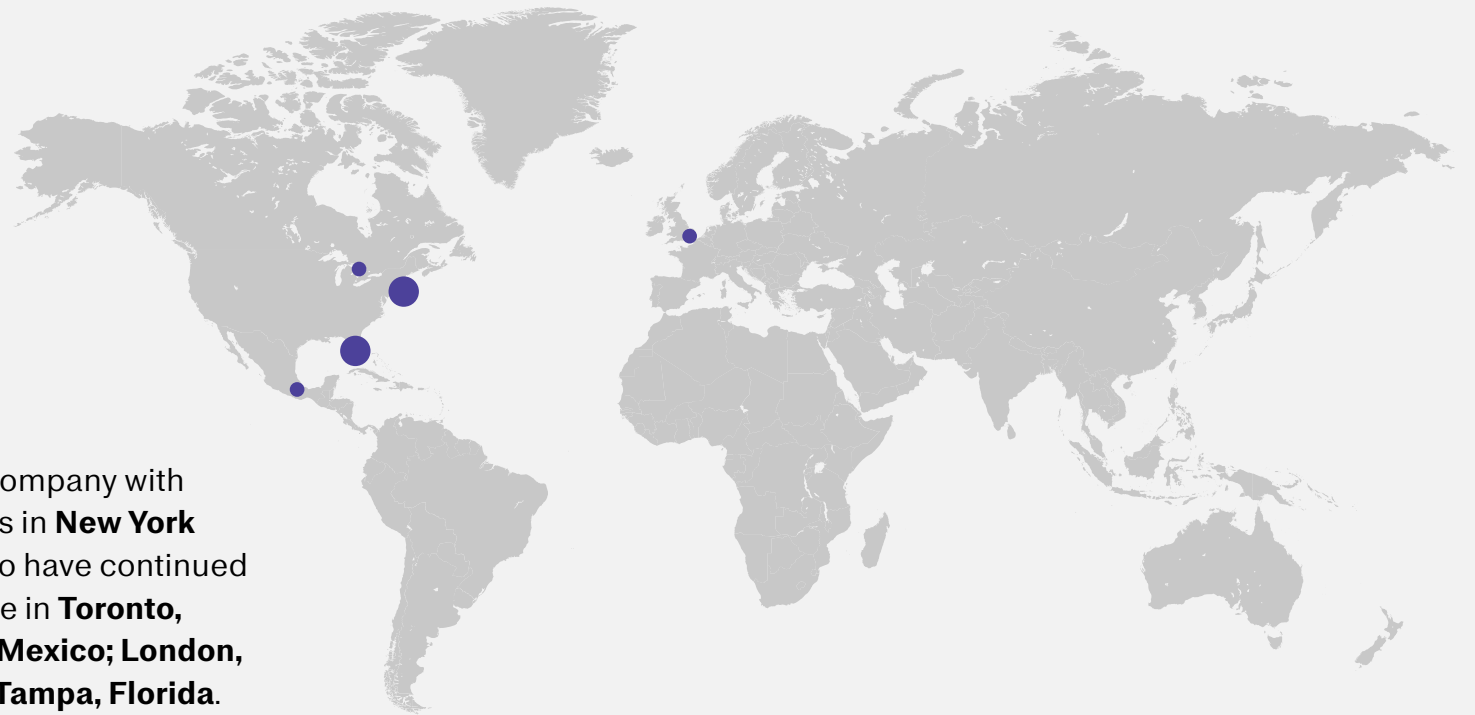 ompany with
s in New York
o have continued
e in Toronto,
Mexico; London,
Tampa, Florida.